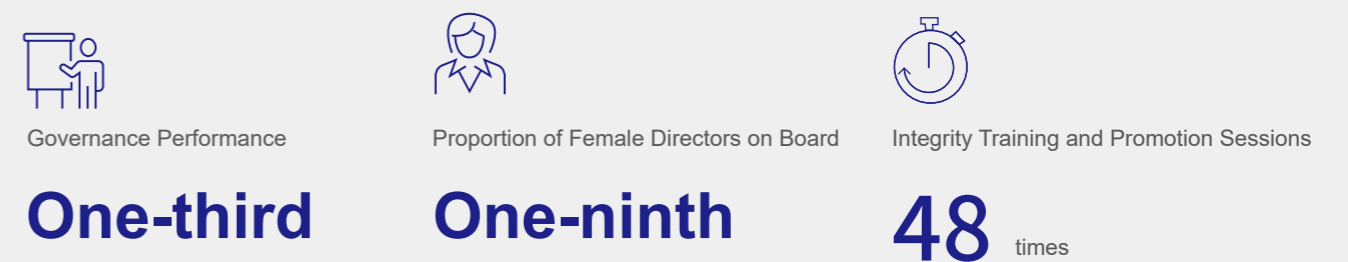 Governance Performance
One-third
Proportion of Female Directors on Board
One-ninth
Integrity Training and Promotion Sessions
48 times